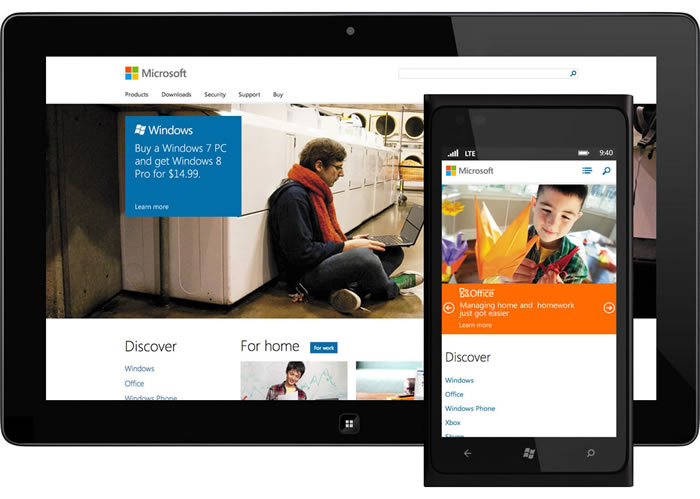 Microsoft
Products Downloads Security Support Buy
Windows
Buy a Windows 7 PC
and get Windows 8
Pro for $14.99.
Learn more
Discover
Windows
Office
Windows Phone
For home
For work
LTE 9:40
Microsoft
Office
Managing home and homework
just got easier
Learn more
Discover
Windows
Office
Windows Phone
Xbox
Skype